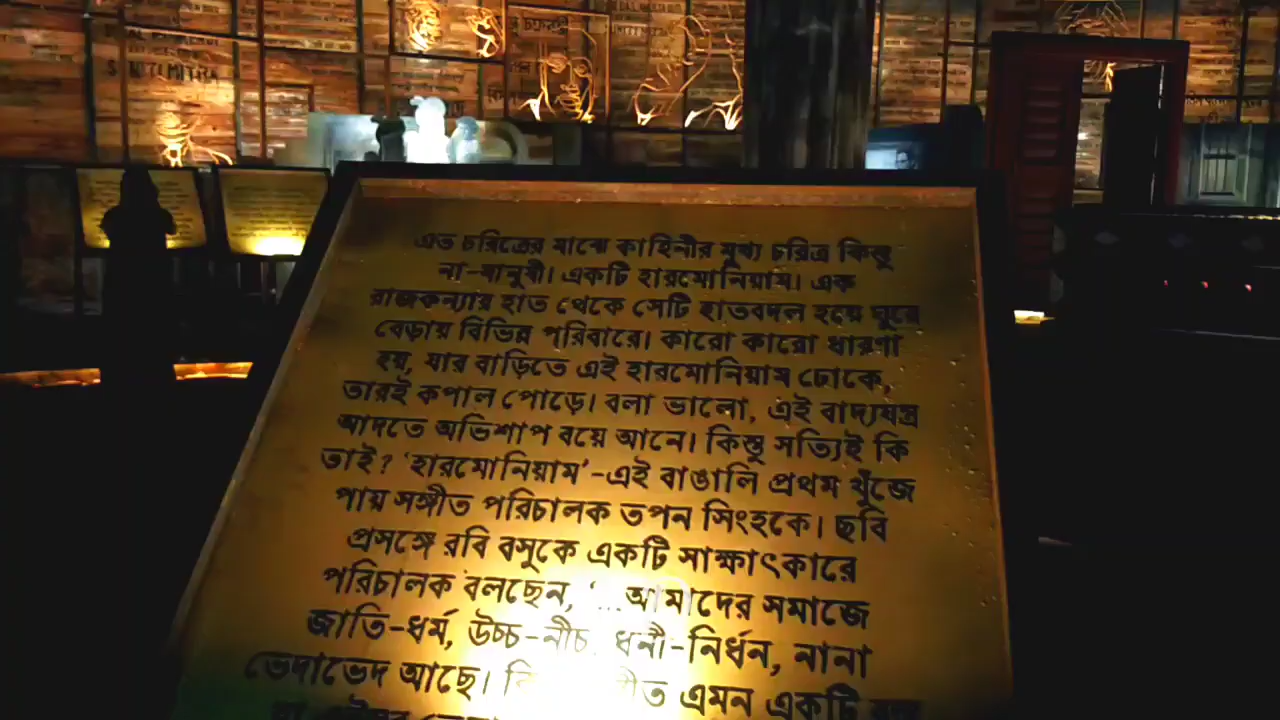 SANTI MITRA
এত চরিত্রের মাঝে কাহিনীর মুখ্য চরিত্র কিন্তু
না-মানুষী। একটি হারমোনিয়াম। এক
রাজকন্যার হাত থেকে সেটি হাতবদল হয়ে ঘুরে
বেড়ায় বিভিন্ন পরিবারে। কারো কারো ধারণা
হয়, যার বাড়িতে এই হারমোনিয়াম ঢোকে,
তারই কপাল পোড়ে। বলা ভালো, এই বাদ্যযন্ত্র
আদতে অভিশাপ বয়ে আনে। কিন্তু সত্যিই কি
তাই? 'হারমোনিয়াম'-এই বাঙালি প্রথম খুঁজে
পায় সঙ্গীত পরিচালক তপন সিংহকে। ছবি
প্রসঙ্গে রবি বসুকে একটি সাক্ষাৎকারে
পরিচালক বলছেন, '...আমাদের সমাজে
জাতি-ধর্ম, উচ্চ-নীচ, ধনী-নির্ধন, নানা
ভেদাভেদ আছে। এমন একটি